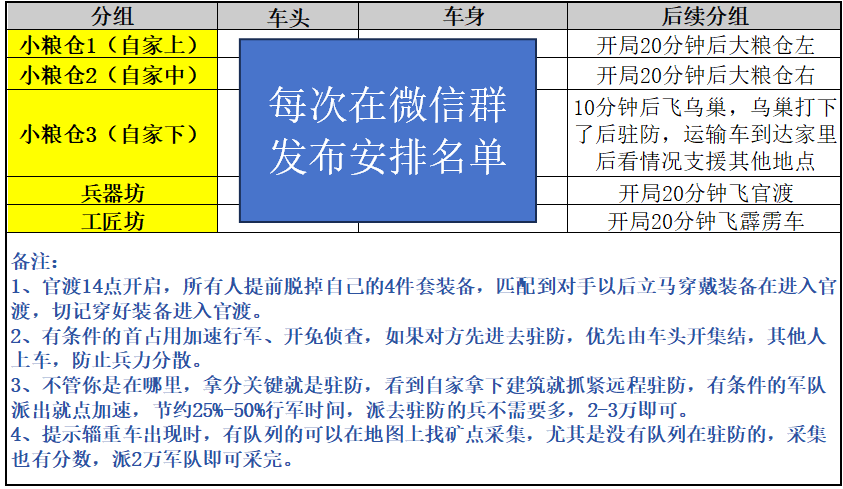 分组 车头 车身 后续分组
小粮仓1（自家上） 开局20分钟后大粮仓左
小粮仓2（自家中） 开局20分钟后大粮仓右
小粮仓3（自家下）
10分钟后飞乌巢，乌巢打下
了后驻防，运输车到达家里
后看情况支援其他地点
兵器坊 开局20分钟飞官渡
工匠坊 开局20分钟飞霹雳车
每次在微信群
发布安排名单
备注：
1、官渡14点开启，所有人提前脱掉自己的4件套装备，匹配到对手以后立马穿戴装备在进入官
渡，切记穿好装备进入官渡。
2、有条件的首占用加速行军、开免侦查，如果对方先进去驻防，优先由车头开集结，其他人
上车，防止兵力分散。
3、不管你是在哪里，拿分关键就是驻防，看到自家拿下建筑就抓紧远程驻防，有条件的军队
派出就点加速，节约25%-50%行军时间，派去驻防的兵不需要多，2-3万即可。
4、提示辎重车出现时，有队列的可以在地图上找矿点采集，尤其是没有队列在驻防的，采集
也有分数，派2万军队即可采完。